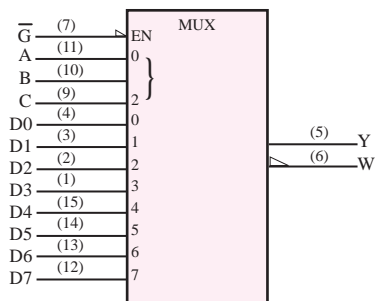 MUX
G̅ (7) EN
A (11) 0
B (10)
C (9) 2
D0 (4) 0
D1 (3) 1
D2 (2) 2
D3 (1) 3
D4 (15) 4
D5 (14) 5
D6 (13) 6
D7 (12) 7
(5) Y
(6) W